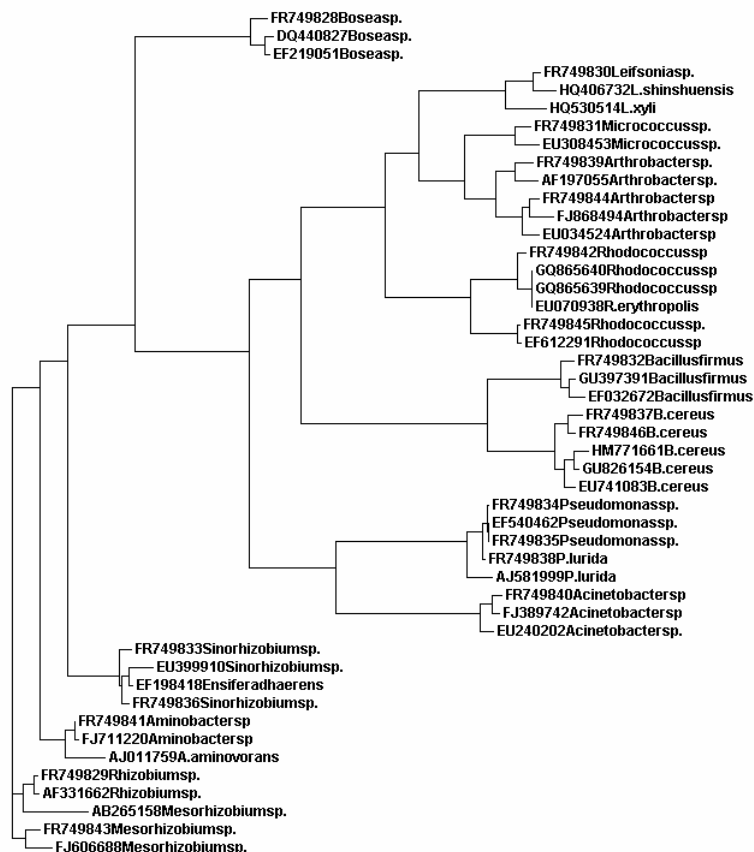 FR749828Boseasp.
DQ440827Boseasp.
EF219051Boseasp.
FR749830Leifsoniasp.
HQ406732L.shinshuensis
HQ530514L.xyli
FR749831Micrococcussp.
EU308453Micrococcussp.
FR749839Arthrobactersp.
AF197055Arthrobactersp.
FR749844Arthrobactersp
FJ868494Arthrobactersp
EU034524Arthrobactersp
FR749842Rhodococcussp
GQ865640Rhodococcussp
GQ865639Rhodococcussp
EU070938R.erythropolis
FR749845Rhodococcussp.
EF612291Rhodococcussp
FR749832Bacillusfirmus
GU397391Bacillusfirmus
EF032672Bacillusfirmus
FR749837B.cereus
FR749846B.cereus
HM771661B.cereus
GU826154B.cereus
EU741083B.cereus
FR749834Pseudomonassp.
EF540462Pseudomonassp.
FR749835Pseudomonassp.
FR749838P.lurida
AJ581999P.lurida
FR749840Acinetobactersp
FJ389742Acinetobactersp
EU240202Acinetobactersp.
FR749833Sinorhizobiumsp.
EU399910Sinorhizobiumsp.
EF198418Ensiferadhaerens
FR749836Sinorhizobiumsp.
FR749841Aminobactersp
FJ711220Aminobactersp
AJ011759A.aminovorans
FR749829Rhizobiumsp.
AF331662Rhizobiumsp.
AB265158Mesorhizobiumsp.
FR749843Mesorhizobiumsp.
FJ606688Mesorhizobiumsp.